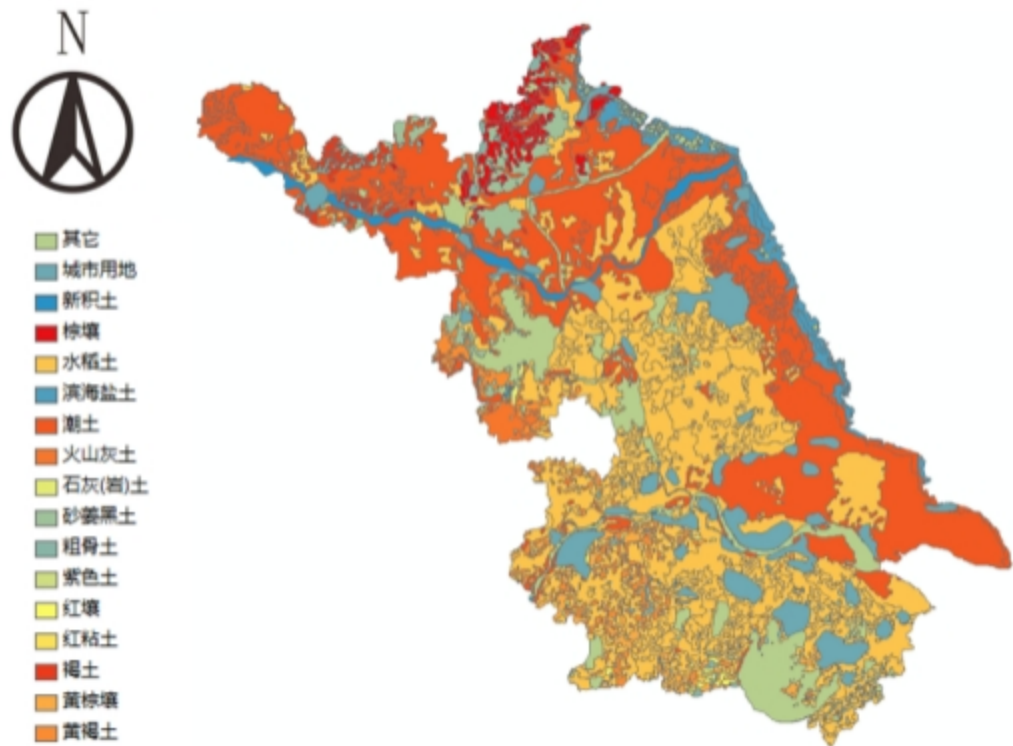 N
其它
城市用地
新积土
棕壤
水稻土
滨海盐土
潮土
火山灰土
石灰(岩)土
砂姜黑土
粗骨土
紫色土
红壤
红粘土
褐土
黄棕壤
黄褐土